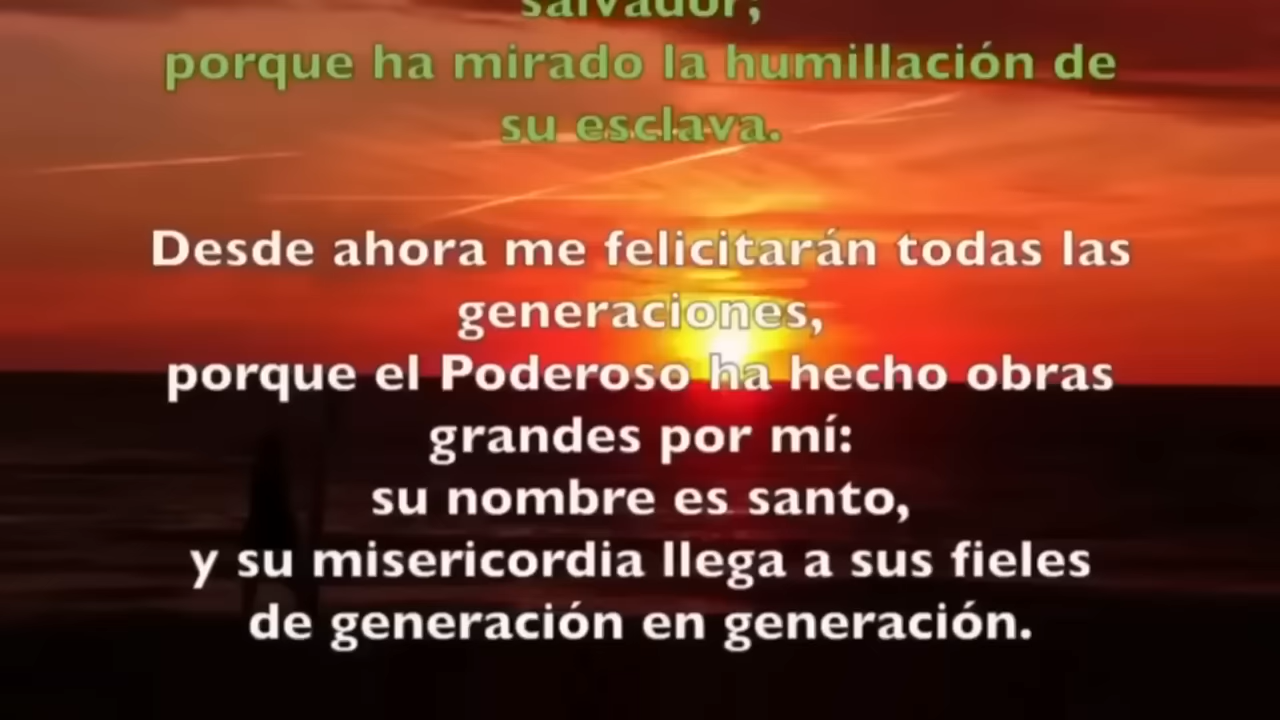 salvador;
porque ha mirado la humillación de
su esclava.
Desde ahora me felicitarán todas las
generaciones,
porque el Poderoso ha hecho obras
grandes por mí:
su nombre es santo,
y su misericordia llega a sus fieles
de generación en generación.